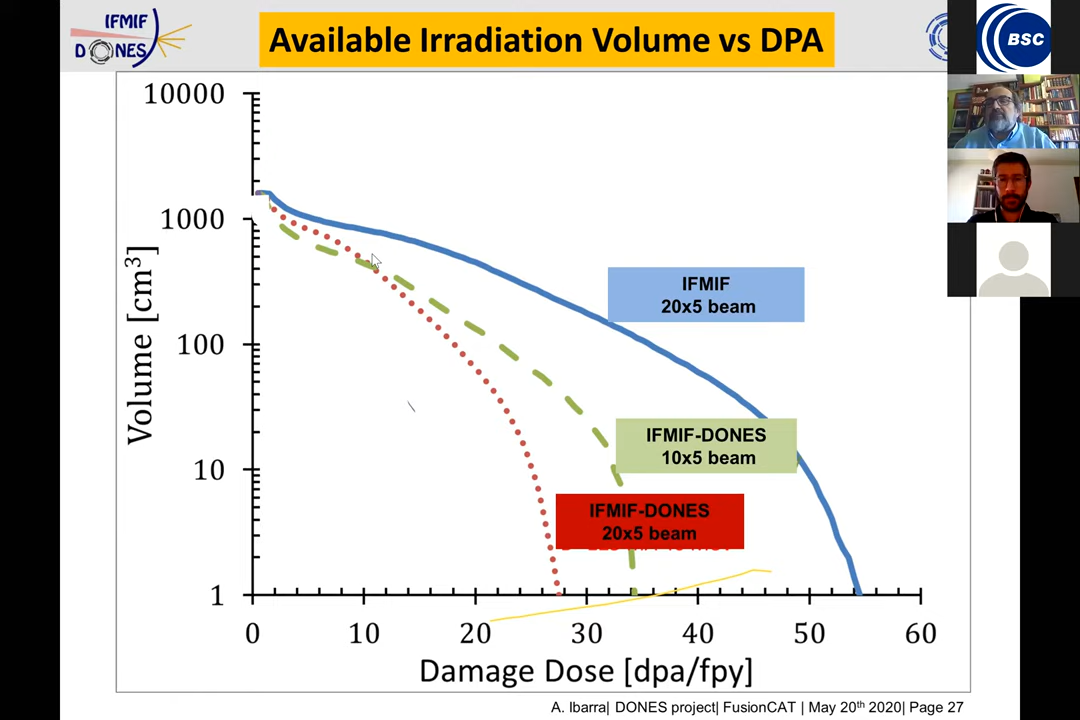 IFMIF
DONES
Available Irradiation Volume vs DPA
BSC
10000
1000
100
10
1
Volume [cm³]
IFMIF
20x5 beam
IFMIF-DONES
10x5 beam
IFMIF-DONES
20x5 beam
0 10 20 30 40 50 60
Damage Dose [dpa/fpy]
A. Ibarra| DONES project| FusionCAT | May 20th 2020| Page 27